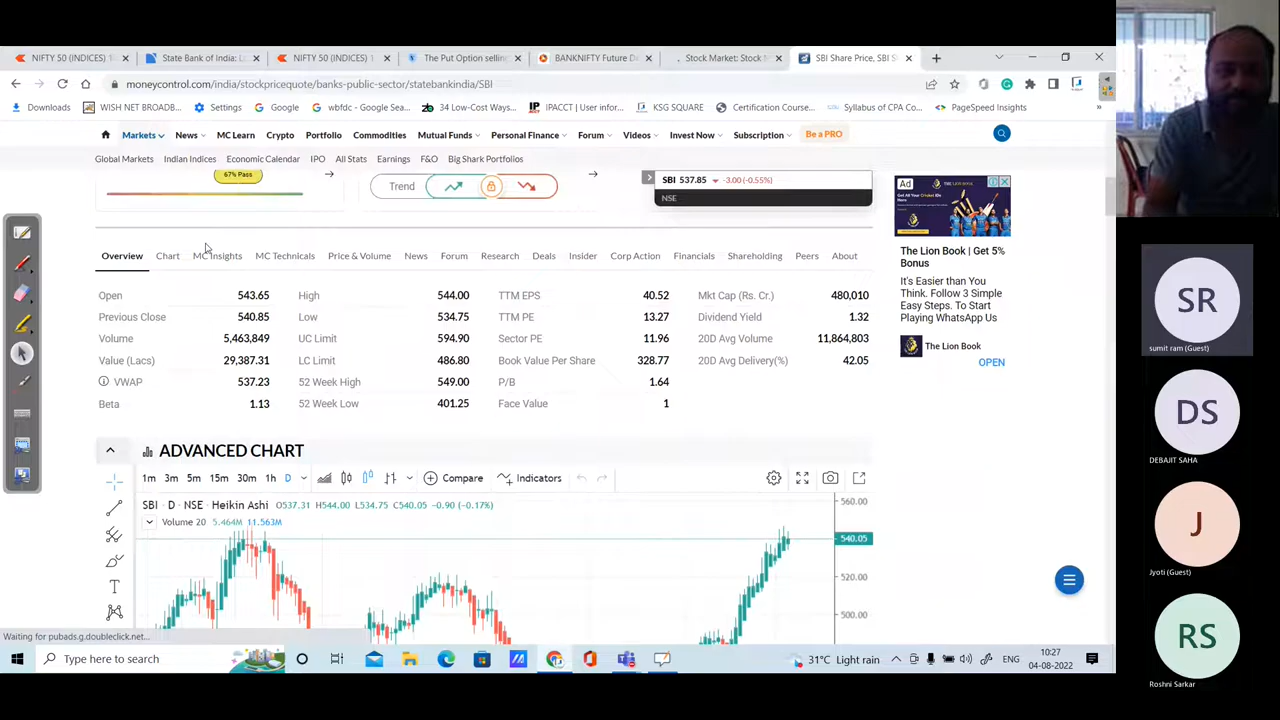 NIFTY 50 (INDICES) 1
State Bank of India: Lo
NIFTY 50 (INDICES) 1
The Put Option selling
BANKNIFTY Future D
Stock Market: Stock
SBI Share Price, SBI S
moneycontrol.com/india/stockpricequote/banks-public-sector/statebankindia/SBI
Downloads
WISH NET BROADB...
Settings
Google
wbfdc - Google Se...
34 Low-Cost Ways...
IPACCT | User infor...
KSG SQUARE
Certification Course...
Syllabus of CPA Co...
PageSpeed Insights
»
Markets
News
MC Learn
Crypto
Portfolio
Commodities
Mutual Funds
Personal Finance
Forum
Videos
Invest Now
Subscription
Be a PRO
Global Markets
Indian Indices
Economic Calendar
IPO
All Stats
Earnings
F&O
Big Shark Portfolios
67% Pass
Trend
SBI 537.85 -3.00 (-0.55%)
NSE
Ad
THE LION BOOK
The Lion Book | Get 5%
Bonus
It's Easier than You
Think. Follow 3 Simple
Easy Steps. To Start
Playing WhatsApp Us
The Lion Book
OPEN
Overview
Chart
MC Insights
MC Technicals
Price & Volume
News
Forum
Research
Deals
Insider
Corp Action
Financials
Shareholding
Peers
About
Open 543.65 High 544.00 TTM EPS 40.52 Mkt Cap (Rs. Cr.) 480,010
Previous Close 540.85 Low 534.75 TTM PE 13.27 Dividend Yield 1.32
Volume 5,463,849 UC Limit 594.90 Sector PE 11.96 20D Avg Volume 11,864,803
Value (Lacs) 29,387.31 LC Limit 486.80 Book Value Per Share 328.77 20D Avg Delivery(%) 42.05
VWAP 537.23 52 Week High 549.00 P/B 1.64
Beta 1.13 52 Week Low 401.25 Face Value 1
ADVANCED CHART
1m 3m 5m 15m 30m 1h D
Compare
Indicators
SBI · D · NSE · Heikin Ashi O537.31 H544.00 L534.75 C540.05 -0.90 (-0.17%)
Volume 20 5.464M 11.563M
560.00
540.05
520.00
500.00
Waiting for pubads.g.doubleclick.net...
Type here to search
31°C Light rain
ENG
10:27
04-08-2022
SR
sumit ram (Guest)
DS
DEBAJIT SAHA
J
Jyoti (Guest)
RS
Roshni Sarkar